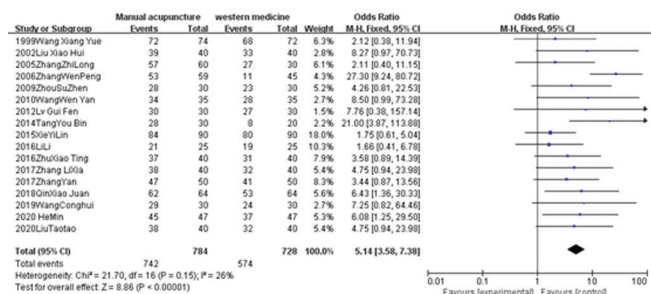 Manual acupuncture western medicine Odds Ratio Odds Ratio
Study or Subgroup Events Total Events Total Weight M-H, Fixed, 95% CI M-H, Fixed, 95% CI
1999Wang Xiang Yue 72 74 68 72 6.3% 2.12 [0.38, 11.94]
2002Liu Xiao Hui 39 40 33 40 2.6% 8.27 [0.97, 70.73]
2005ZhangZhiLong 57 60 27 30 6.0% 2.11 [0.40, 11.15]
2006ZhangWenPeng 53 59 11 45 5.2% 27.30 [9.24, 80.72]
2009ZhouSuZhen 28 30 23 30 5.0% 4.26 [0.81, 22.53]
2010WangWen Yan 34 35 28 35 2.5% 8.50 [0.99, 73.28]
2012Lv Gui Fen 30 30 27 30 1.5% 7.76 [0.38, 157.14]
2014TangYou Bin 28 30 8 20 2.1% 21.00 [3.87, 113.88]
2015XieYiLin 84 90 80 90 18.0% 1.75 [0.61, 5.04]
2016LiLi 21 25 19 25 10.5% 1.66 [0.41, 6.78]
2016ZhuXiao Ting 37 40 31 40 7.9% 3.58 [0.89, 14.39]
2017Zhang LiXia 38 40 32 40 5.4% 4.75 [0.94, 23.98]
2017ZhangYan 47 50 41 50 8.5% 3.44 [0.87, 13.56]
2018QinXiao Juan 62 64 53 64 5.3% 6.43 [1.36, 30.33]
2019WangConghui 29 30 24 30 2.6% 7.25 [0.82, 64.46]
2020 HeMin 45 47 37 47 5.1% 6.08 [1.25, 29.50]
2020LiuTaotao 38 40 32 40 5.4% 4.75 [0.94, 23.98]
Total (95% CI) 784 728 100.0% 5.14 [3.58, 7.38]
Total events 742 574
Heterogeneity: Chi² = 21.70, df = 16 (P = 0.15); I² = 26%
Test for overall effect: Z = 8.86 (P < 0.00001)
0.01 0.1 1 10 100
Favours [experimental] Favours [control]